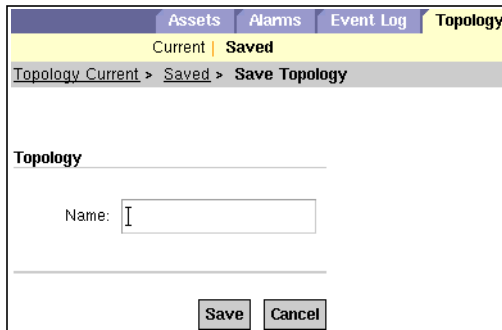 Assets Alarms Event Log Topology
Current | Saved
Topology Current > Saved > Save Topology
Topology
Name:
Save Cancel